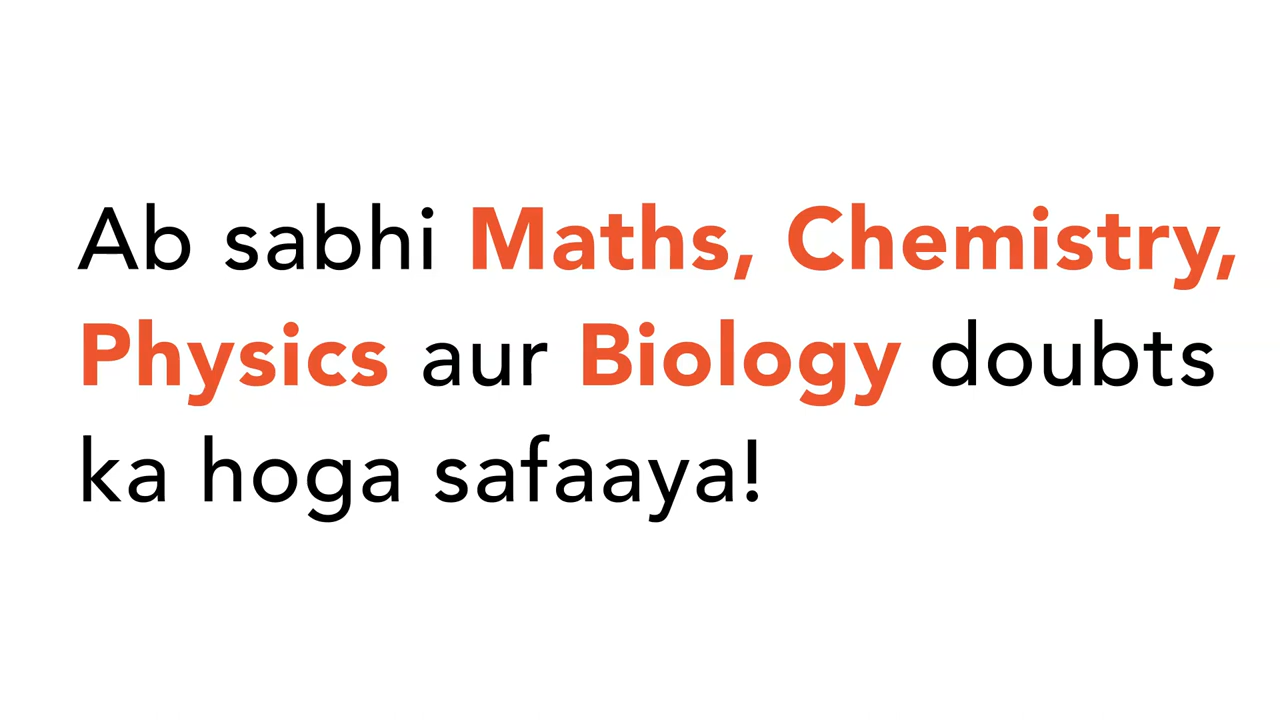 Ab sabhi Maths, Chemistry,
Physics aur Biology doubts
ka hoga safaaya!